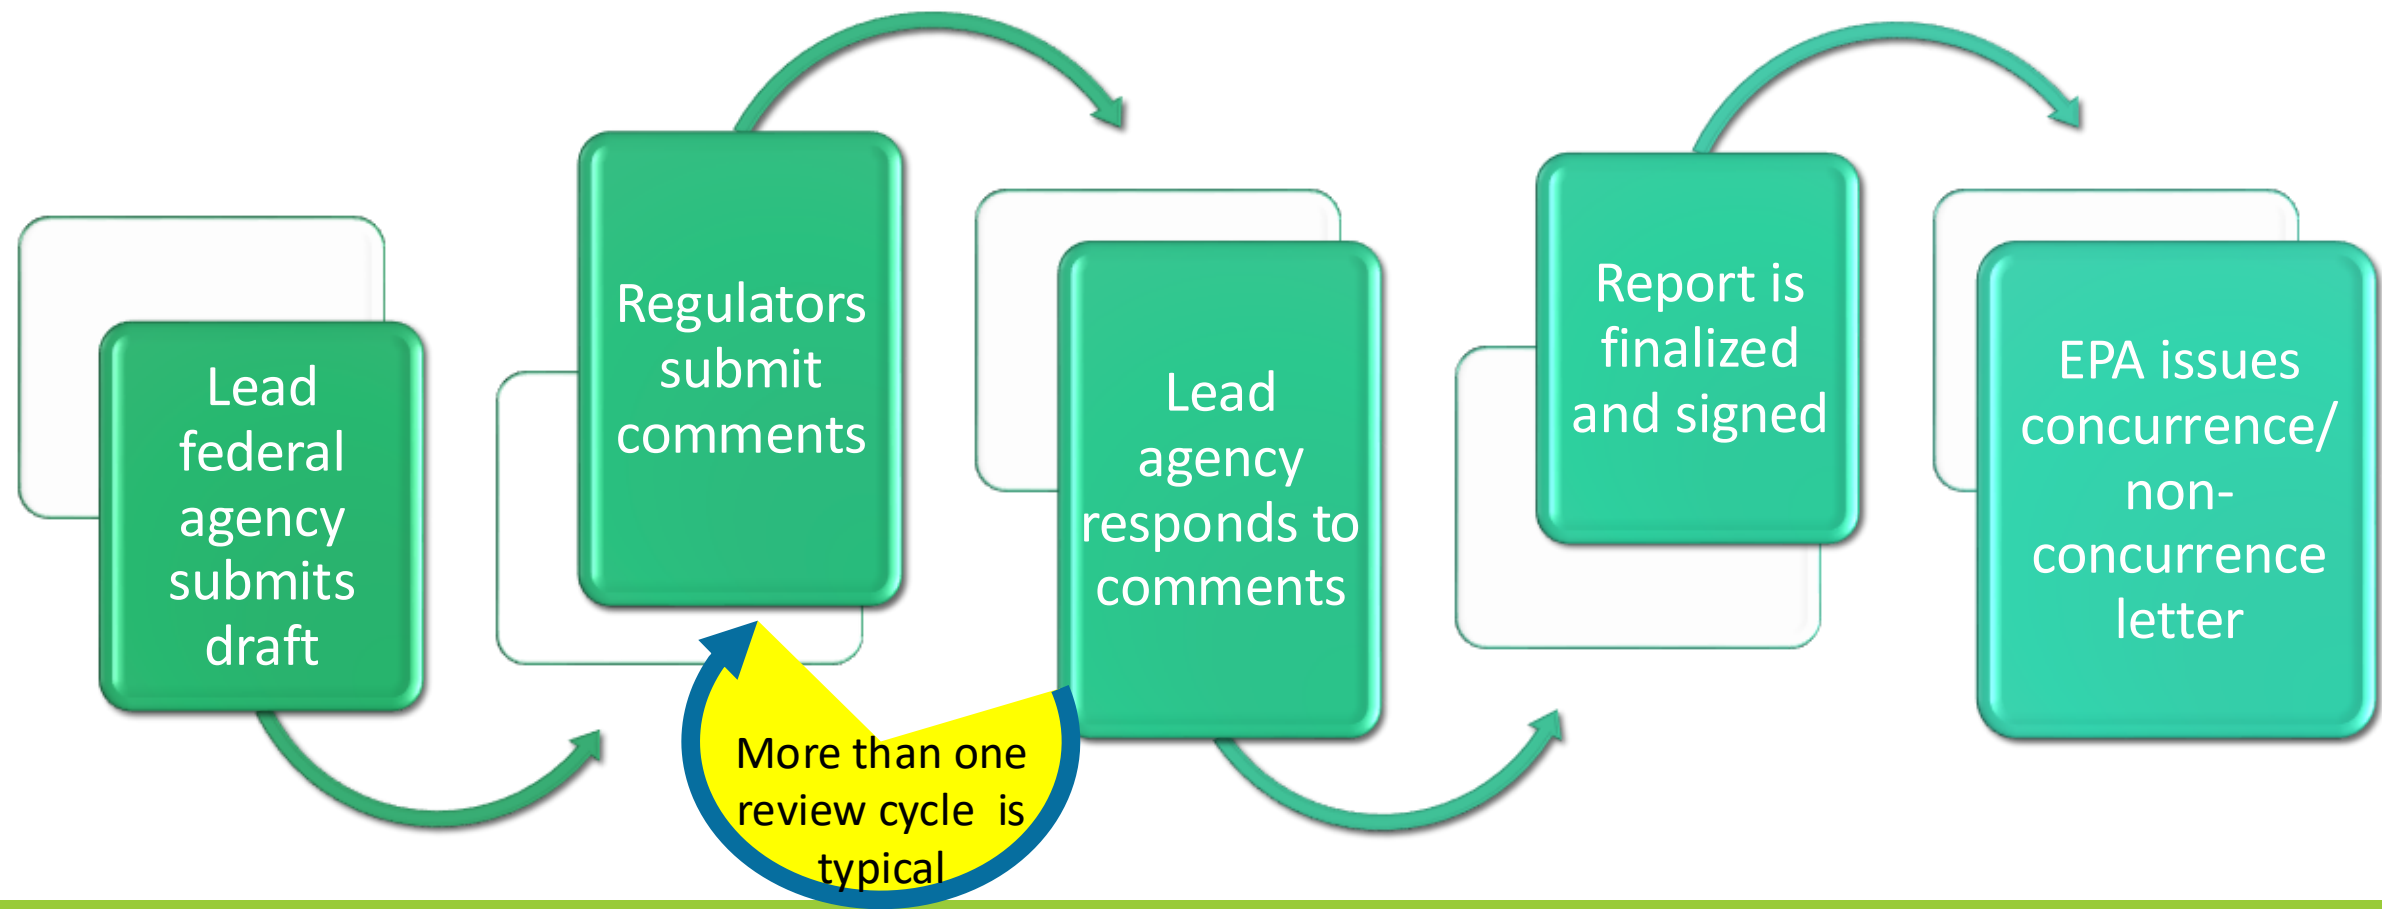 Lead
federal
agency
submits
draft
Regulators
submit
comments
More than one
review cycle  is
typical
Lead
agency
responds to
comments
Report is
finalized
and signed
EPA issues
concurrence/
non-
concurrence
letter